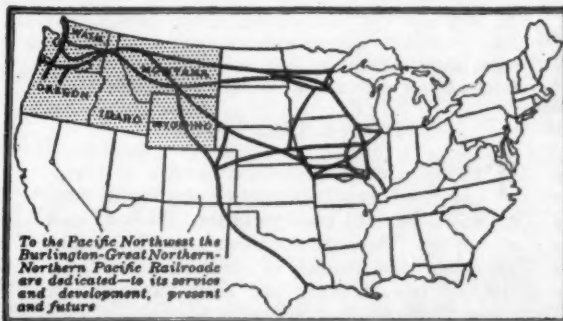 WASH.
MONTANA
OREGON
IDAHO
WYOMING
To the Pacific Northwest the
Burlington-Great Northern-
Northern Pacific Railroads
are dedicated—to its service
and development, present
and future